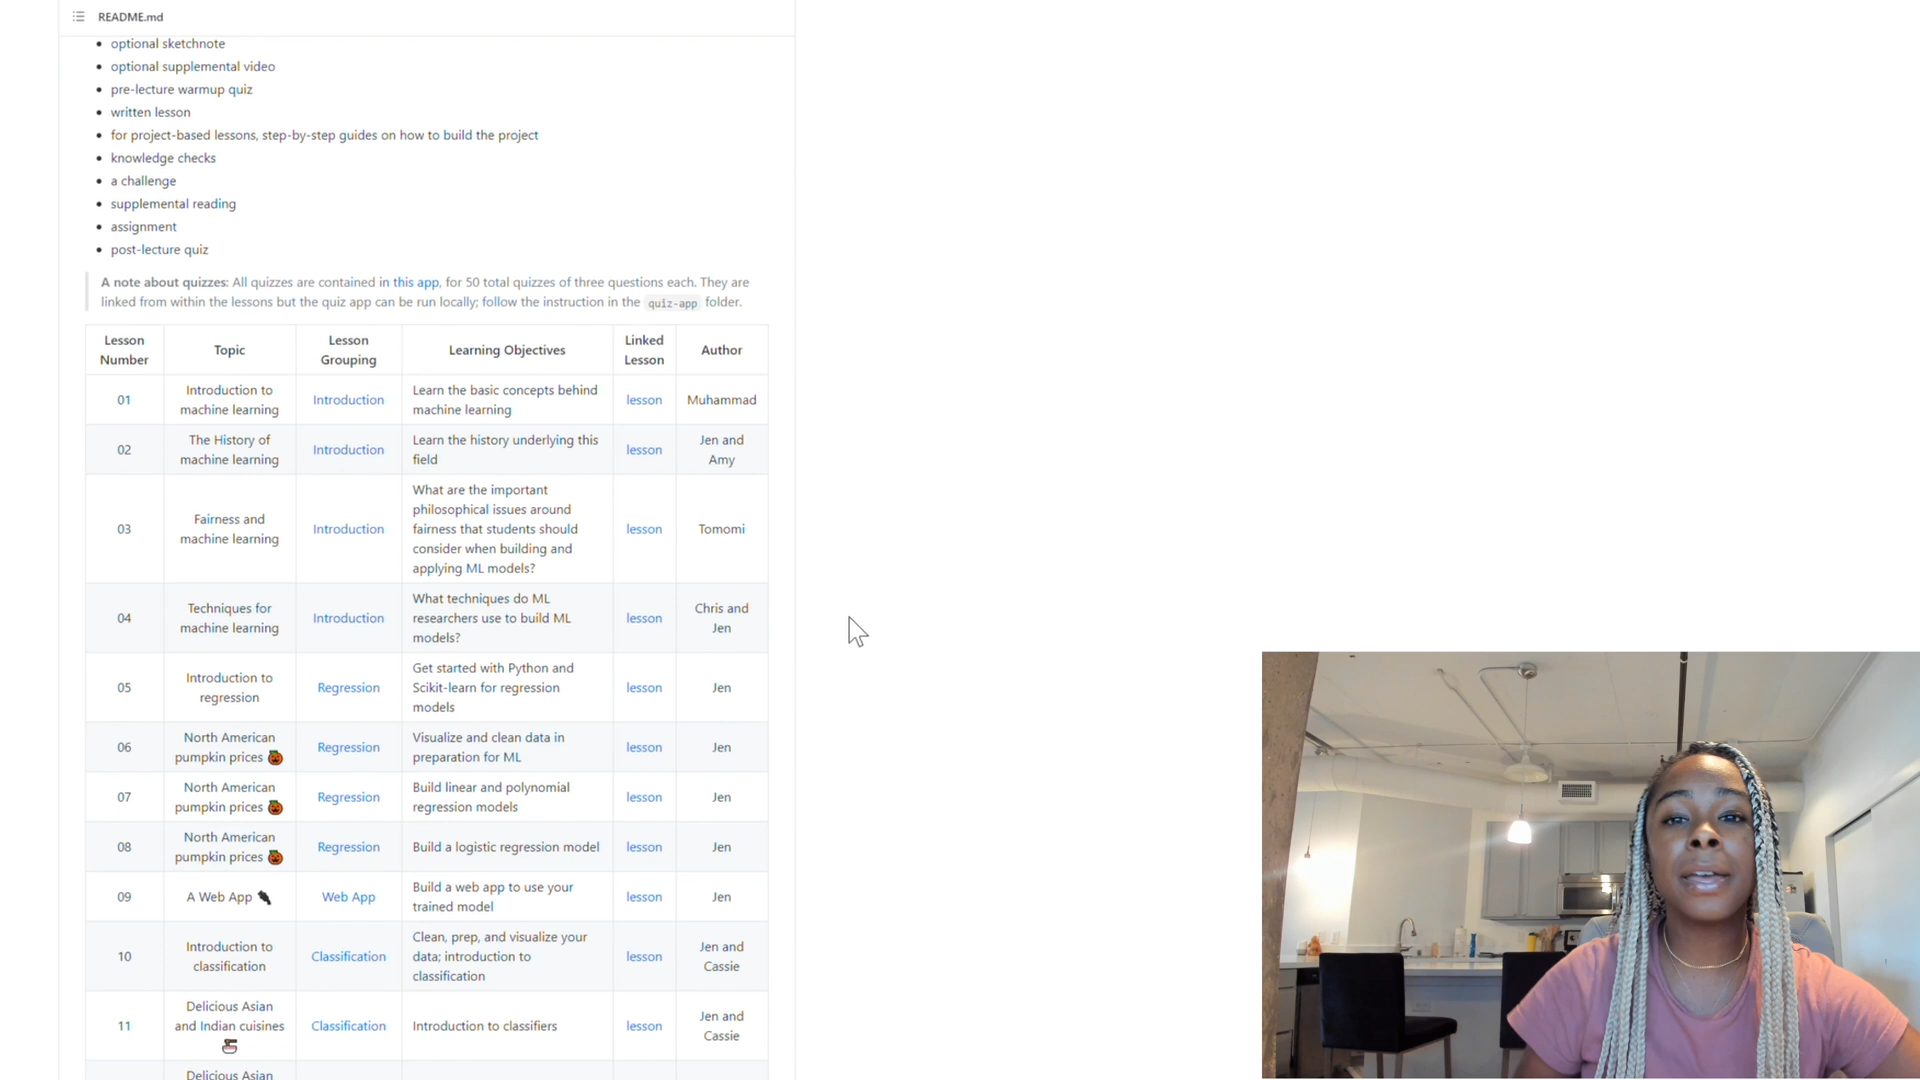 README.md
optional sketchnote
optional supplemental video
pre-lecture warmup quiz
written lesson
for project-based lessons, step-by-step guides on how to build the project
knowledge checks
a challenge
supplemental reading
assignment
post-lecture quiz
A note about quizzes: All quizzes are contained in this app, for 50 total quizzes of three questions each. They are
linked from within the lessons but the quiz app can be run locally; follow the instruction in the quiz-app folder.
Lesson
Number
Topic
Lesson
Grouping
Learning Objectives
Linked
Lesson
Author
01
Introduction to
machine learning
Introduction
Learn the basic concepts behind
machine learning
lesson
Muhammad
02
The History of
machine learning
Introduction
Learn the history underlying this
field
lesson
Jen and
Amy
03
Fairness and
machine learning
Introduction
What are the important
philosophical issues around
fairness that students should
consider when building and
applying ML models?
lesson
Tomomi
04
Techniques for
machine learning
Introduction
What techniques do ML
researchers use to build ML
models?
lesson
Chris and
Jen
05
Introduction to
regression
Regression
Get started with Python and
Scikit-learn for regression
models
lesson
Jen
06
North American
pumpkin prices 🎃
Regression
Visualize and clean data in
preparation for ML
lesson
Jen
07
North American
pumpkin prices 🎃
Regression
Build linear and polynomial
regression models
lesson
Jen
08
North American
pumpkin prices 🎃
Regression
Build a logistic regression model
lesson
Jen
09
A Web App 🔌
Web App
Build a web app to use your
trained model
lesson
Jen
10
Introduction to
classification
Classification
Clean, prep, and visualize your
data; introduction to
classification
lesson
Jen and
Cassie
11
Delicious Asian
and Indian cuisines
🍜
Classification
Introduction to classifiers
lesson
Jen and
Cassie
Delicious Asian